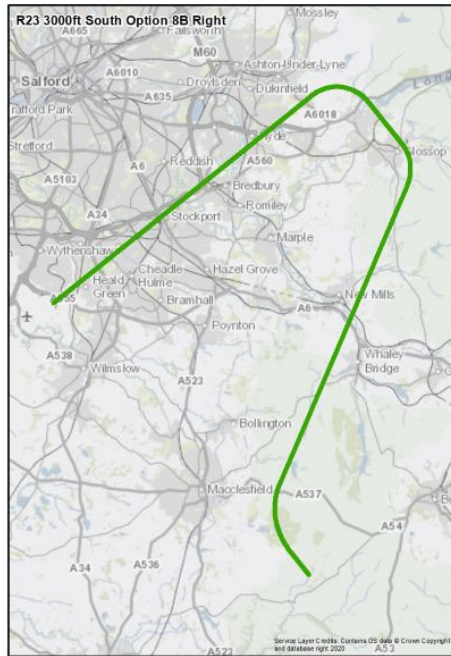 R23 3000ft South Option 8B Right
Mossley
A665
Failsworth
M60
A6010
Ashton-Under-Lyne
Salford
Droylsden
Dukinfield
A635
Trafford Park
A6018
Stretford
A6
Hyde
Reddish
A560
Glossop
A5103
Bredbury
A34
Romiley
Stockport
Marple
Wythenshawe
Cheadle
Hulme
Hazel Grove
Heald
Green
New Mills
Bramhall
A6
Poynton
A538
Whaley
Bridge
Wilmslow
A523
Bollington
Macclesfield
A537
A54
A34
A536
A523
A53
Service Layer Credits: Contains OS data © Crown Copyright
and database right 2020